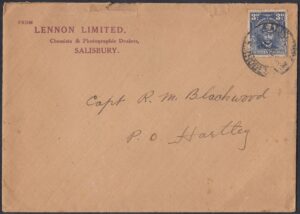 FROM
LENNON LIMITED,
Chemists & Photographic Dealers,
SALISBURY.
Capt R. M. Blackwood
P. O. Hartley